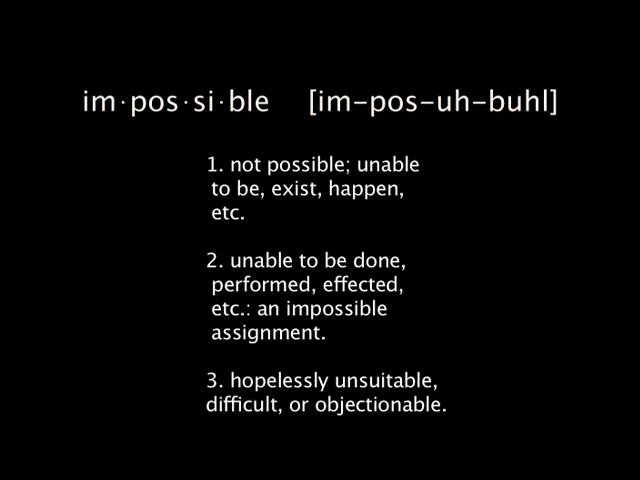 im·pos·si·ble [im-pos-uh-buhl]
1. not possible; unable
to be, exist, happen,
etc.
2. unable to be done,
performed, effected,
etc.: an impossible
assignment.
3. hopelessly unsuitable,
difficult, or objectionable.